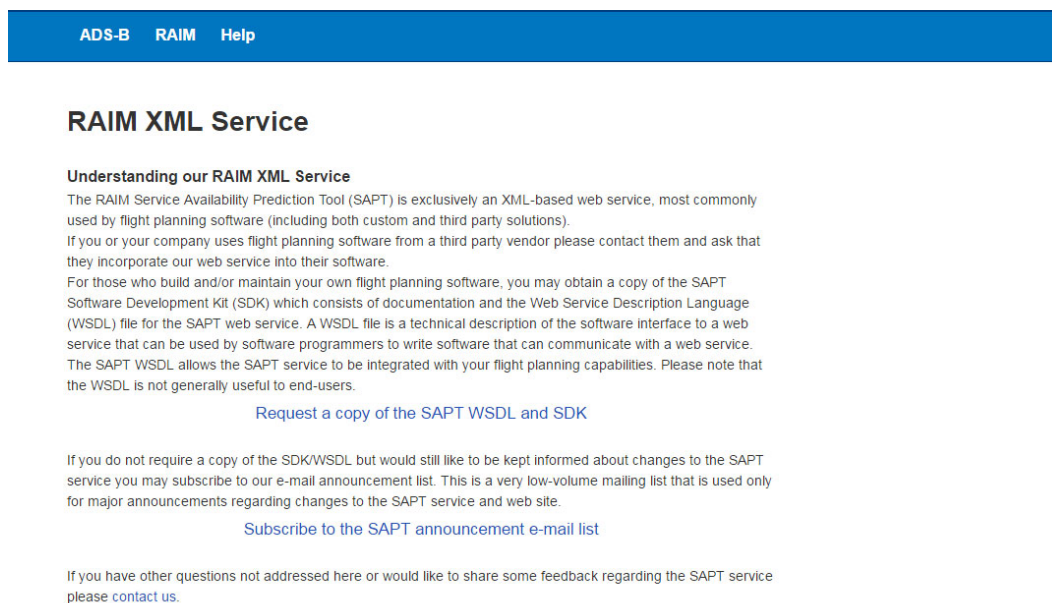 ADS-B RAIM Help
RAIM XML Service
Understanding our RAIM XML Service
The RAIM Service Availability Prediction Tool (SAPT) is exclusively an XML-based web service, most commonly
used by flight planning software (including both custom and third party solutions).
If you or your company uses flight planning software from a third party vendor please contact them and ask that
they incorporate our web service into their software.
For those who build and/or maintain your own flight planning software, you may obtain a copy of the SAPT
Software Development Kit (SDK) which consists of documentation and the Web Service Description Language
(WSDL) file for the SAPT web service. A WSDL file is a technical description of the software interface to a web
service that can be used by software programmers to write software that can communicate with a web service.
The SAPT WSDL allows the SAPT service to be integrated with your flight planning capabilities. Please note that
the WSDL is not generally useful to end-users.
Request a copy of the SAPT WSDL and SDK
If you do not require a copy of the SDK/WSDL but would still like to be kept informed about changes to the SAPT
service you may subscribe to our e-mail announcement list. This is a very low-volume mailing list that is used only
for major announcements regarding changes to the SAPT service and web site.
Subscribe to the SAPT announcement e-mail list
If you have other questions not addressed here or would like to share some feedback regarding the SAPT service
please contact us.